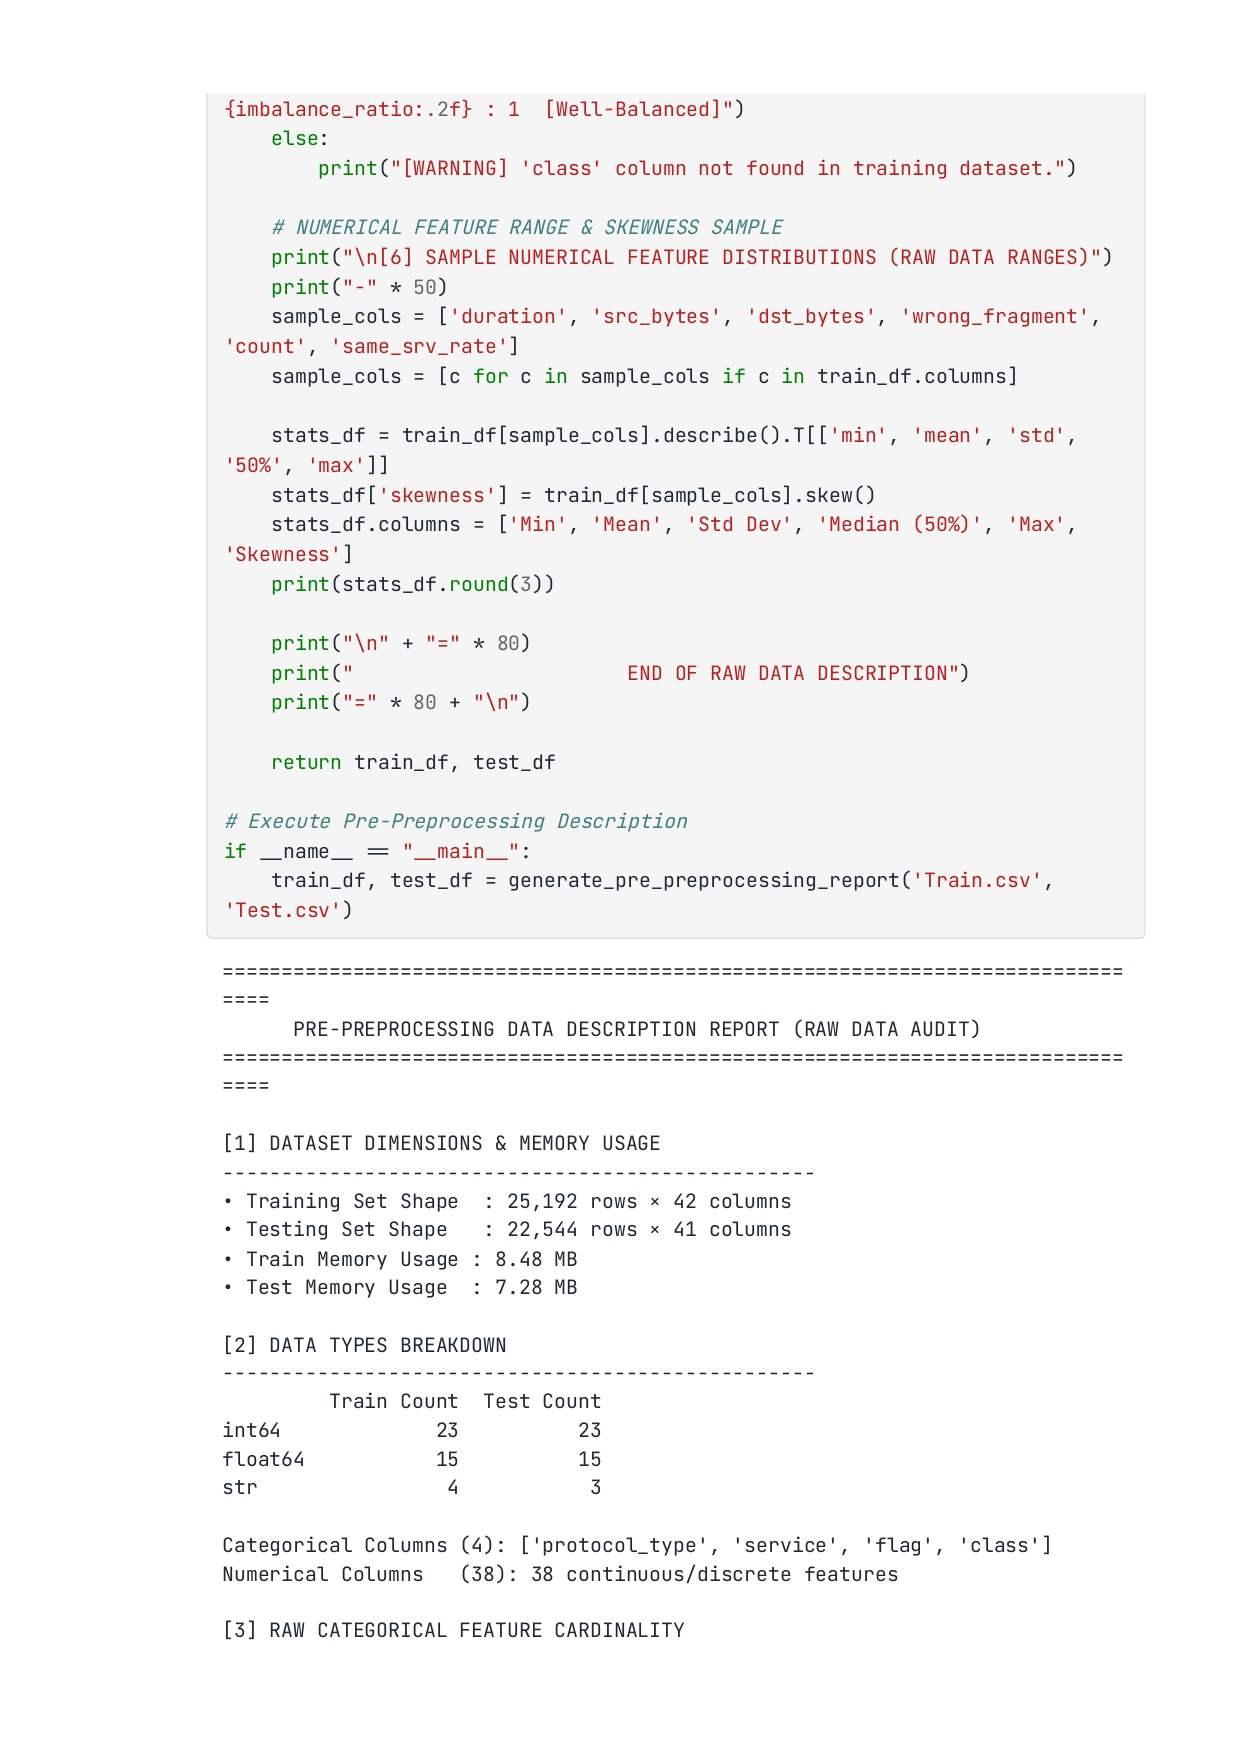 {imbalance_ratio:.2f} : 1  [Well-Balanced]")
    else:
        print("[WARNING] 'class' column not found in training dataset.")

    # NUMERICAL FEATURE RANGE & SKEWNESS SAMPLE
    print("\n[6] SAMPLE NUMERICAL FEATURE DISTRIBUTIONS (RAW DATA RANGES)")
    print("-" * 50)
    sample_cols = ['duration', 'src_bytes', 'dst_bytes', 'wrong_fragment',
'count', 'same_srv_rate']
    sample_cols = [c for c in sample_cols if c in train_df.columns]

    stats_df = train_df[sample_cols].describe().T[['min', 'mean', 'std',
'50%', 'max']]
    stats_df['skewness'] = train_df[sample_cols].skew()
    stats_df.columns = ['Min', 'Mean', 'Std Dev', 'Median (50%)', 'Max',
'Skewness']
    print(stats_df.round(3))

    print("\n" + "=" * 80)
    print("                       END OF RAW DATA DESCRIPTION")
    print("=" * 80 + "\n")

    return train_df, test_df

# Execute Pre-Preprocessing Description
if __name__ == "__main__":
    train_df, test_df = generate_pre_preprocessing_report('Train.csv',
'Test.csv')
============================================================================
====
      PRE-PREPROCESSING DATA DESCRIPTION REPORT (RAW DATA AUDIT)
============================================================================
====

[1] DATASET DIMENSIONS & MEMORY USAGE
--------------------------------------------------
• Training Set Shape  : 25,192 rows × 42 columns
• Testing Set Shape   : 22,544 rows × 41 columns
• Train Memory Usage : 8.48 MB
• Test Memory Usage  : 7.28 MB

[2] DATA TYPES BREAKDOWN
--------------------------------------------------
         Train Count  Test Count
int64             23          23
float64           15          15
str                4           3

Categorical Columns (4): ['protocol_type', 'service', 'flag', 'class']
Numerical Columns   (38): 38 continuous/discrete features

[3] RAW CATEGORICAL FEATURE CARDINALITY